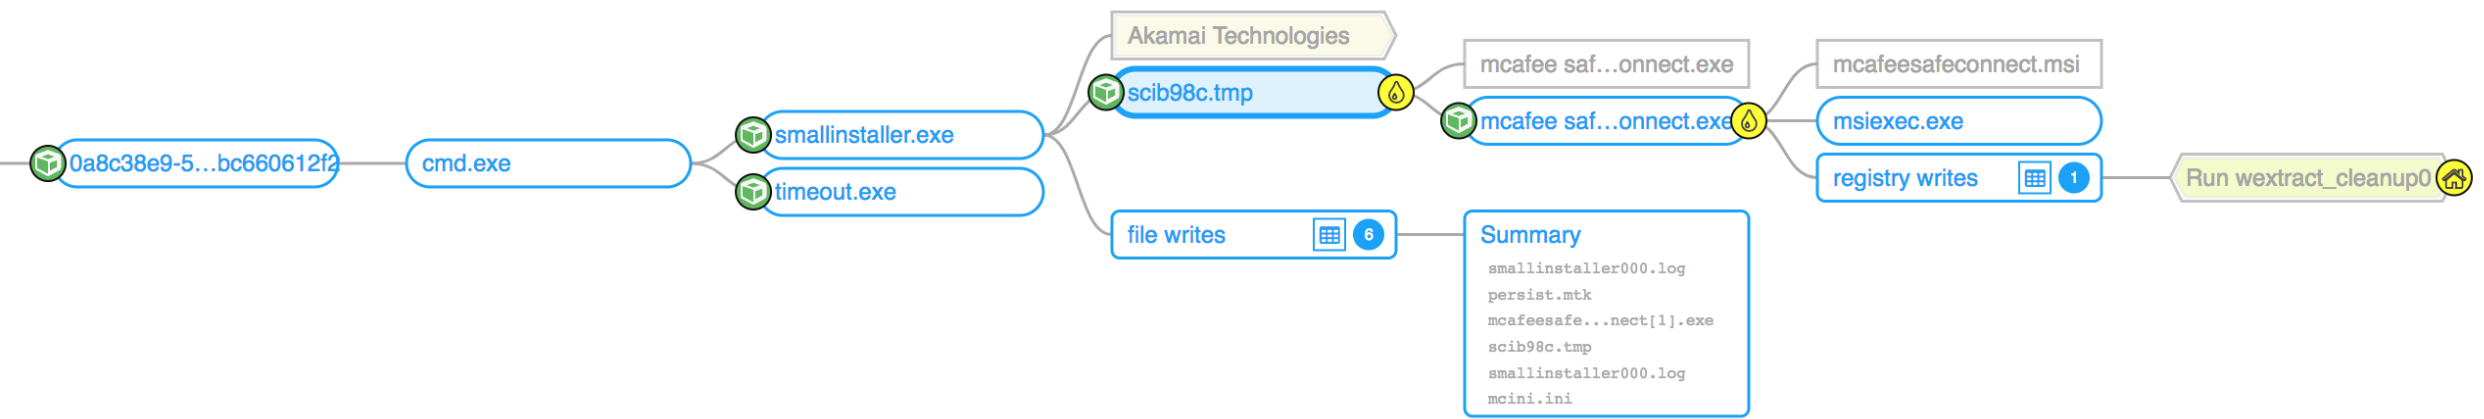 0a8c38e9-5...bc660612f2
cmd.exe
smallinstaller.exe
timeout.exe
Akamai Technologies
scib98c.tmp
file writes 6
mcafee saf...onnect.exe
mcafee saf...onnect.exe
Summary
smallinstaller000.log
persist.mtk
mcafeesafe...nect[1].exe
scib98c.tmp
smallinstaller000.log
mcini.ini
mcafeesafeconnect.msi
msiexec.exe
registry writes 1
Run wextract_cleanup0